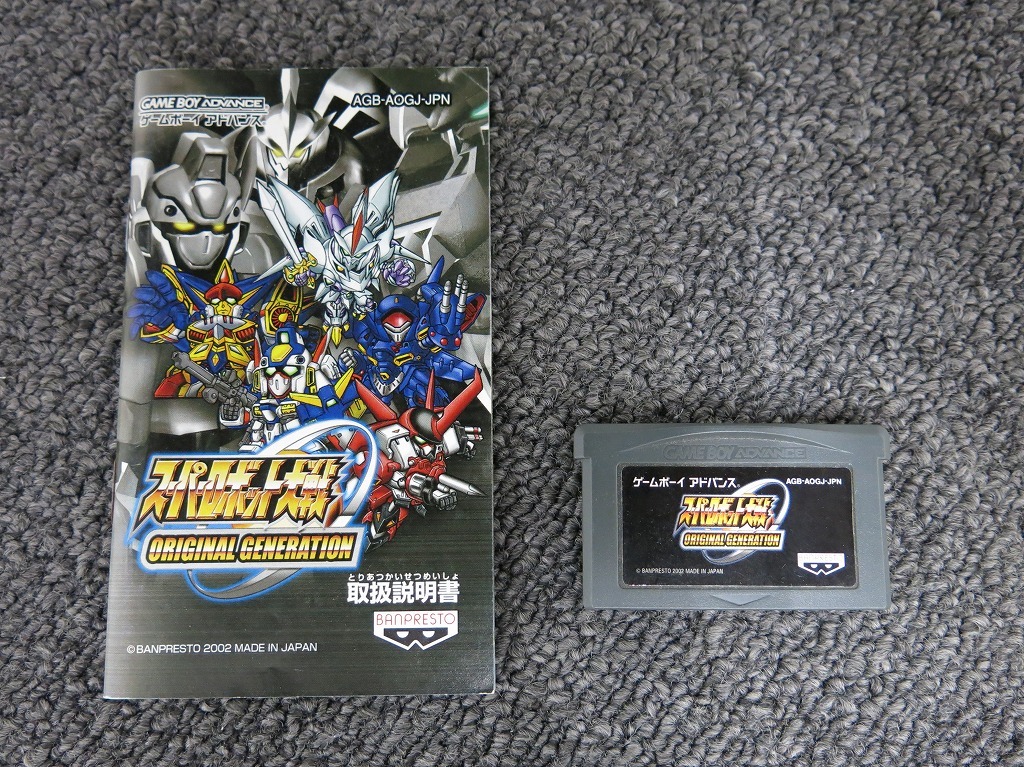 GAME BOY ADVANCE
AGB-AOGJ-JPN
ゲームボーイ アドバンス
スーパーロボット大戦
ORIGINAL GENERATION
とりあつかいせつめいしょ
取扱説明書
BANPRESTO
©BANPRESTO 2002 MADE IN JAPAN
GAME BOY ADVANCE
ゲームボーイ アドバンス
AGB-AOGJ-JPN
スーパーロボット大戦
ORIGINAL GENERATION
BANPRESTO
© BANPRESTO 2002 MADE IN JAPAN